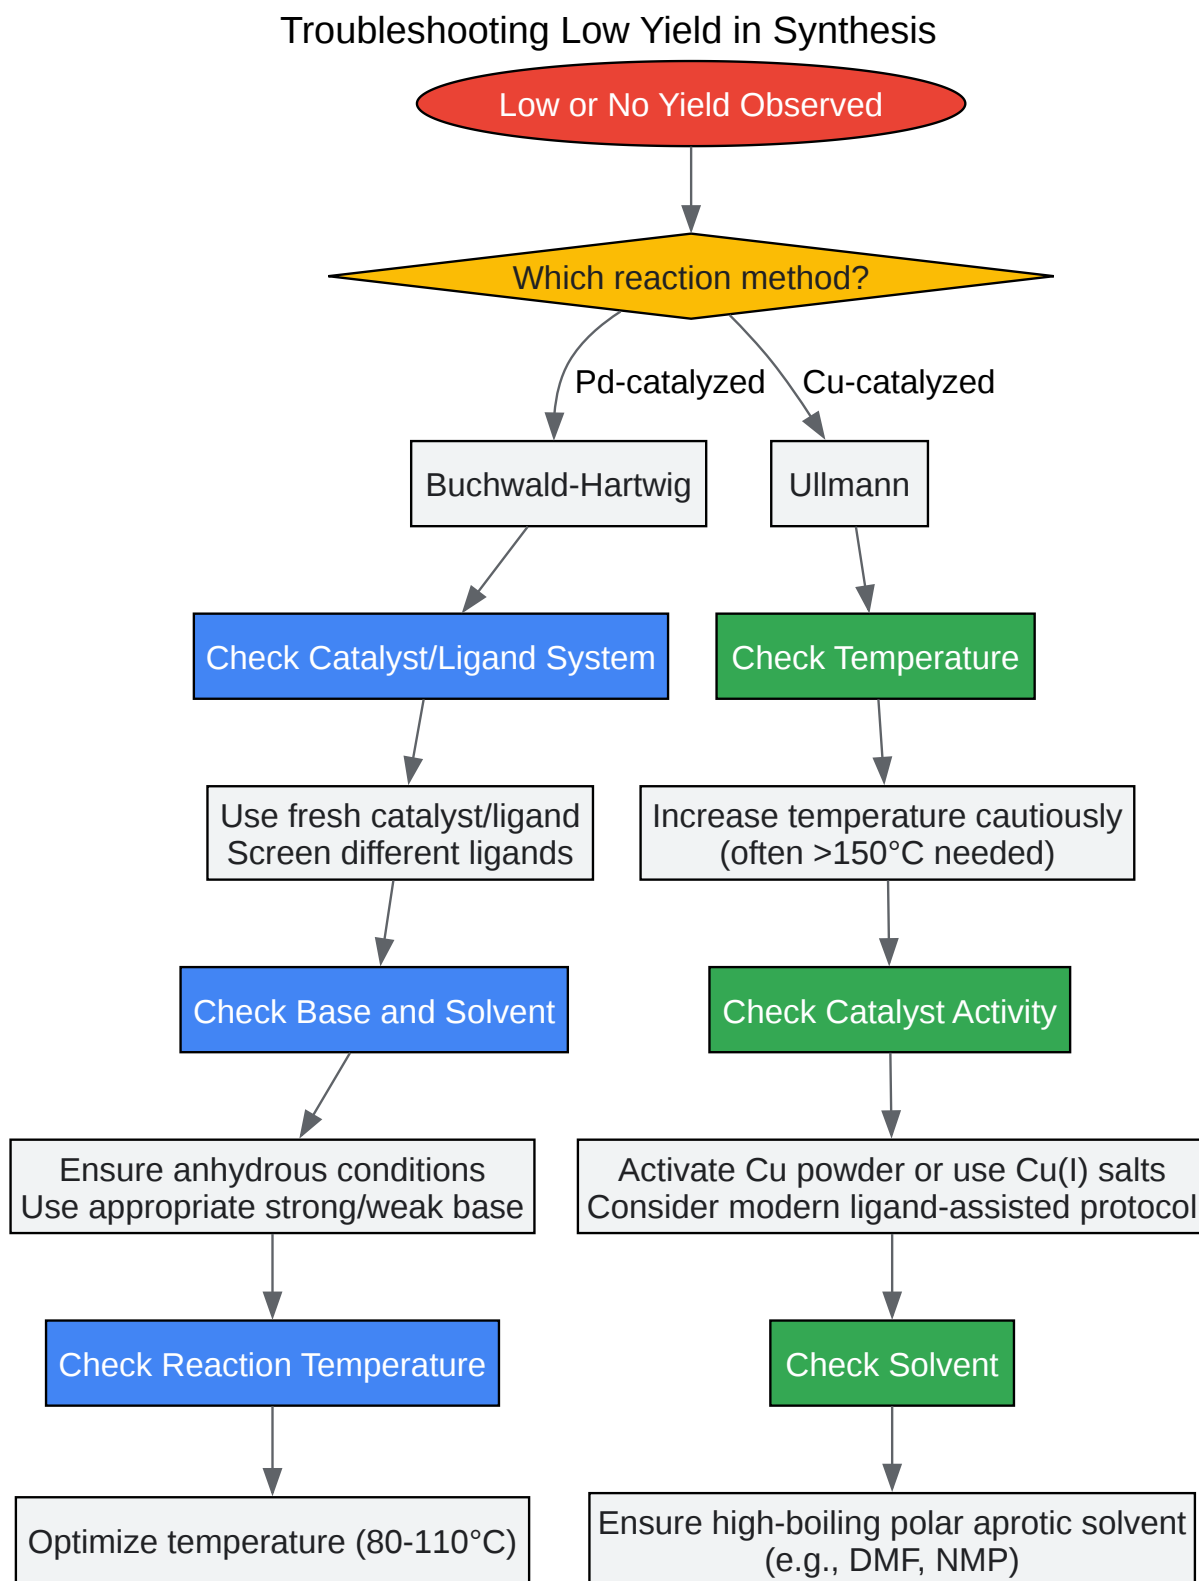 Troubleshooting Low Yield in Synthesis
Low or No Yield Observed
Which reaction method?
Pd-catalyzed
Cu-catalyzed
Buchwald-Hartwig
Ullmann
Check Catalyst/Ligand System
Check Temperature
Use fresh catalyst/ligand
Screen different ligands
Increase temperature cautiously
(often >150°C needed)
Check Base and Solvent
Check Catalyst Activity
Ensure anhydrous conditions
Use appropriate strong/weak base
Activate Cu powder or use Cu(I) salts
Consider modern ligand-assisted protocol
Check Reaction Temperature
Check Solvent
Optimize temperature (80-110°C)
Ensure high-boiling polar aprotic solvent
(e.g., DMF, NMP)